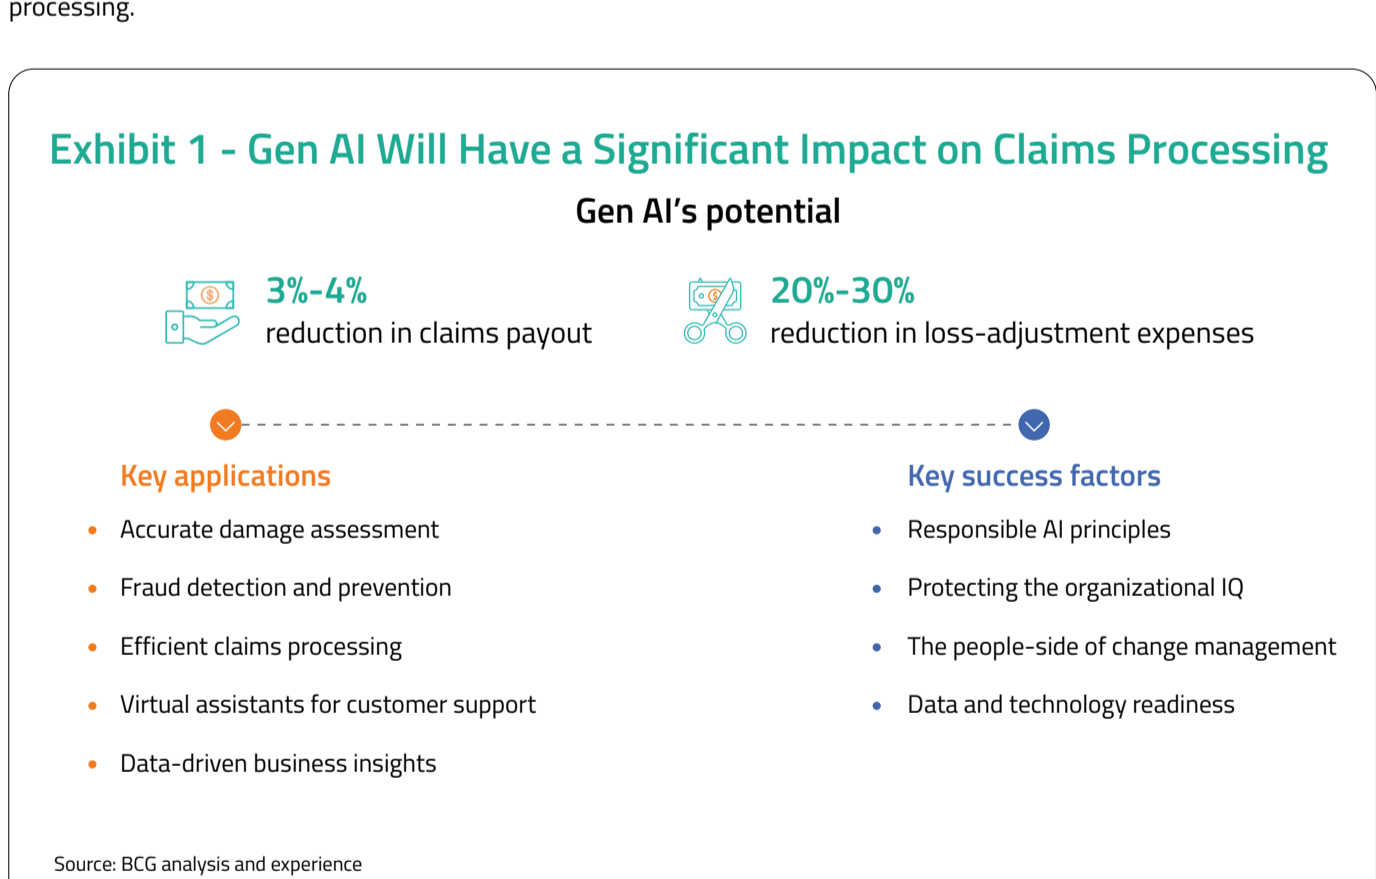 processing.
Exhibit 1 - Gen AI Will Have a Significant Impact on Claims Processing
Gen AI’s potential
3%-4%
reduction in claims payout
20%-30%
reduction in loss-adjustment expenses
Key applications
Accurate damage assessment
Fraud detection and prevention
Efficient claims processing
Virtual assistants for customer support
Data-driven business insights
Key success factors
Responsible AI principles
Protecting the organizational IQ
The people-side of change management
Data and technology readiness
Source: BCG analysis and experience